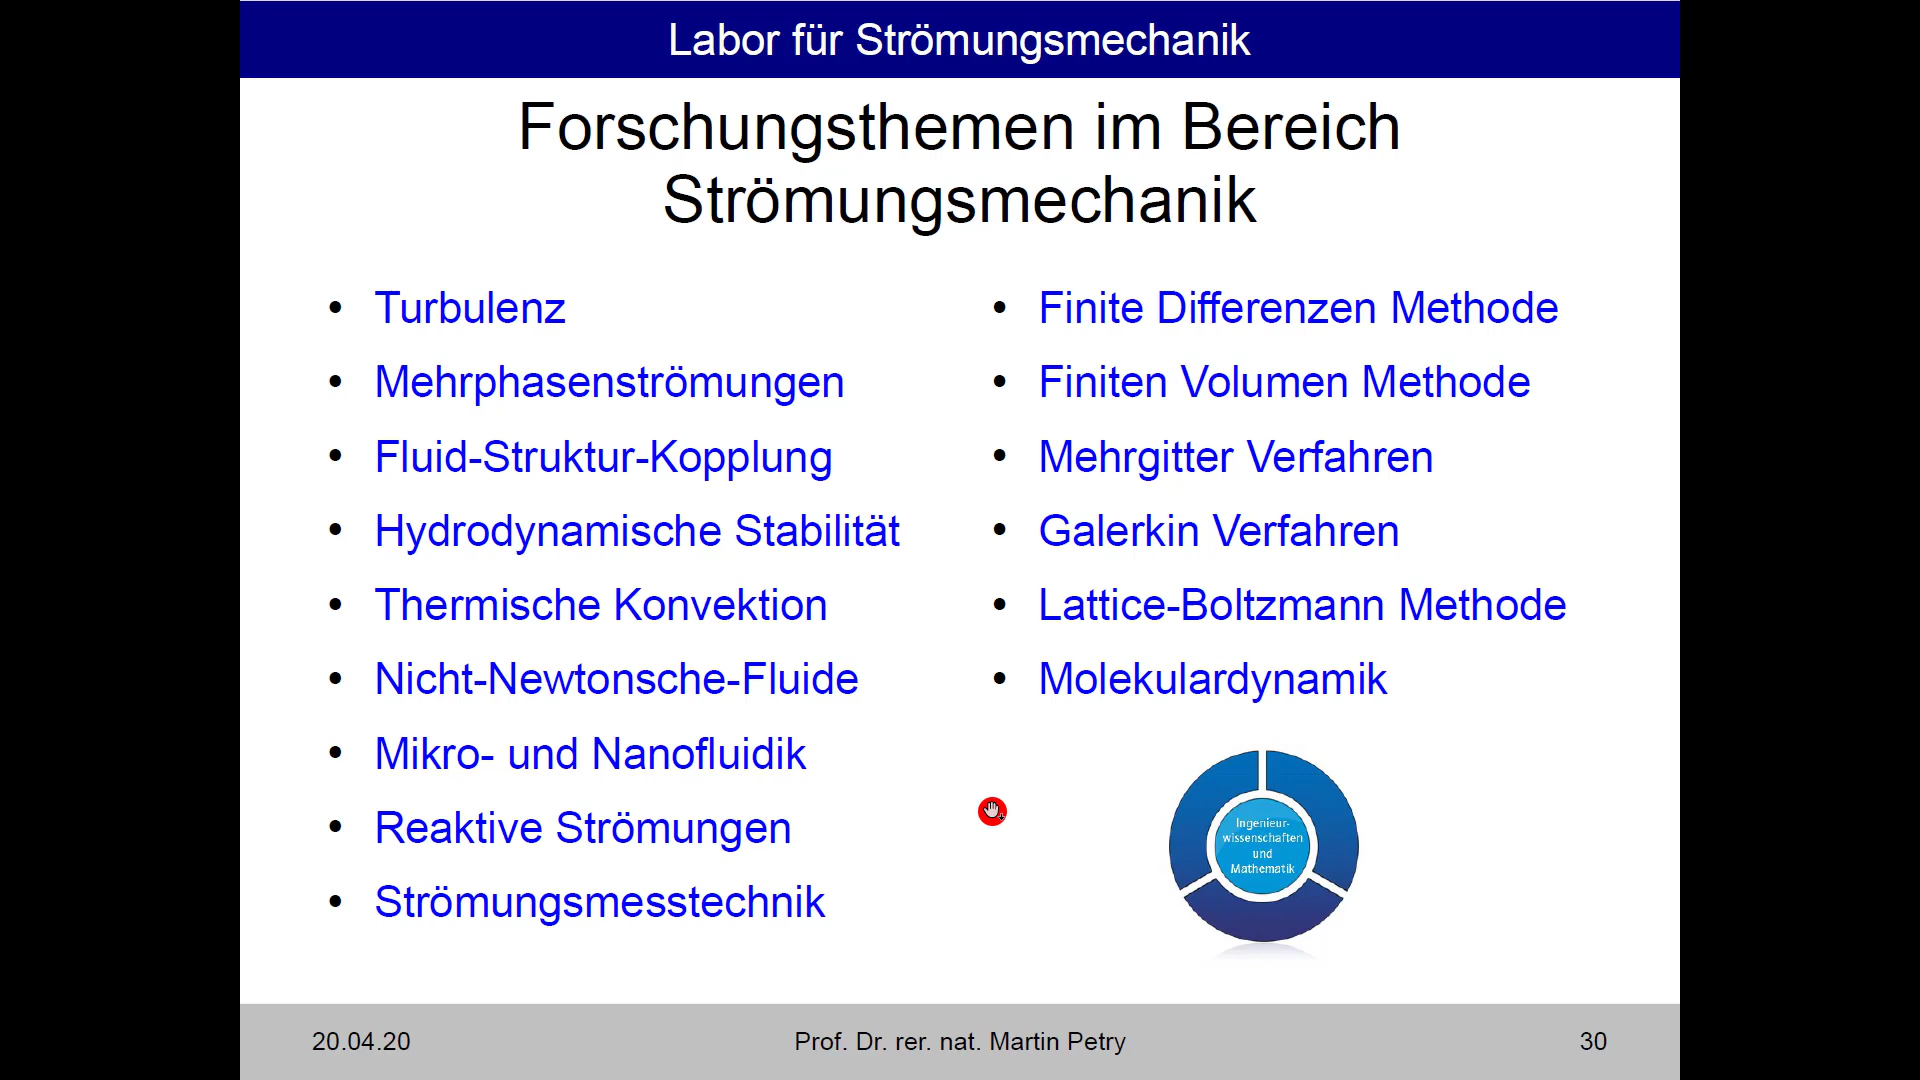 Labor für Strömungsmechanik
Forschungsthemen im Bereich
Strömungsmechanik
• Turbulenz
• Mehrphasenströmungen
• Fluid-Struktur-Kopplung
• Hydrodynamische Stabilität
• Thermische Konvektion
• Nicht-Newtonsche-Fluide
• Mikro- und Nanofluidik
• Reaktive Strömungen
• Strömungsmesstechnik
• Finite Differenzen Methode
• Finiten Volumen Methode
• Mehrgitter Verfahren
• Galerkin Verfahren
• Lattice-Boltzmann Methode
• Molekulardynamik
Ingenieur-
wissenschaften
und
Mathematik
20.04.20
Prof. Dr. rer. nat. Martin Petry
30